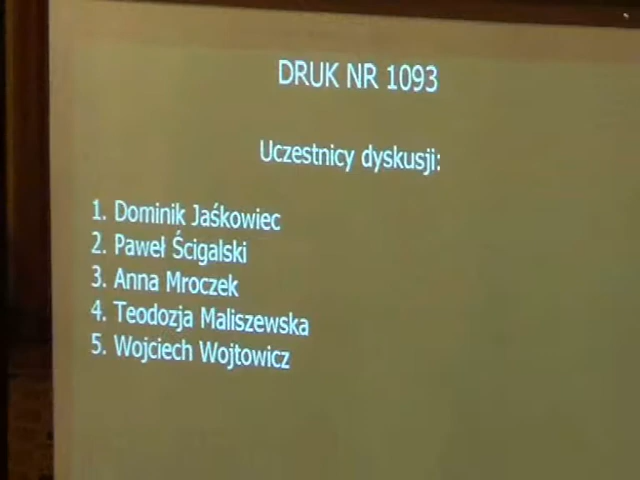 DRUK NR 1093
Uczestnicy dyskusji:
1. Dominik Jaśkowiec
2. Paweł Ścigalski
3. Anna Mroczek
4. Teodozja Maliszewska
5. Wojciech Wojtowicz